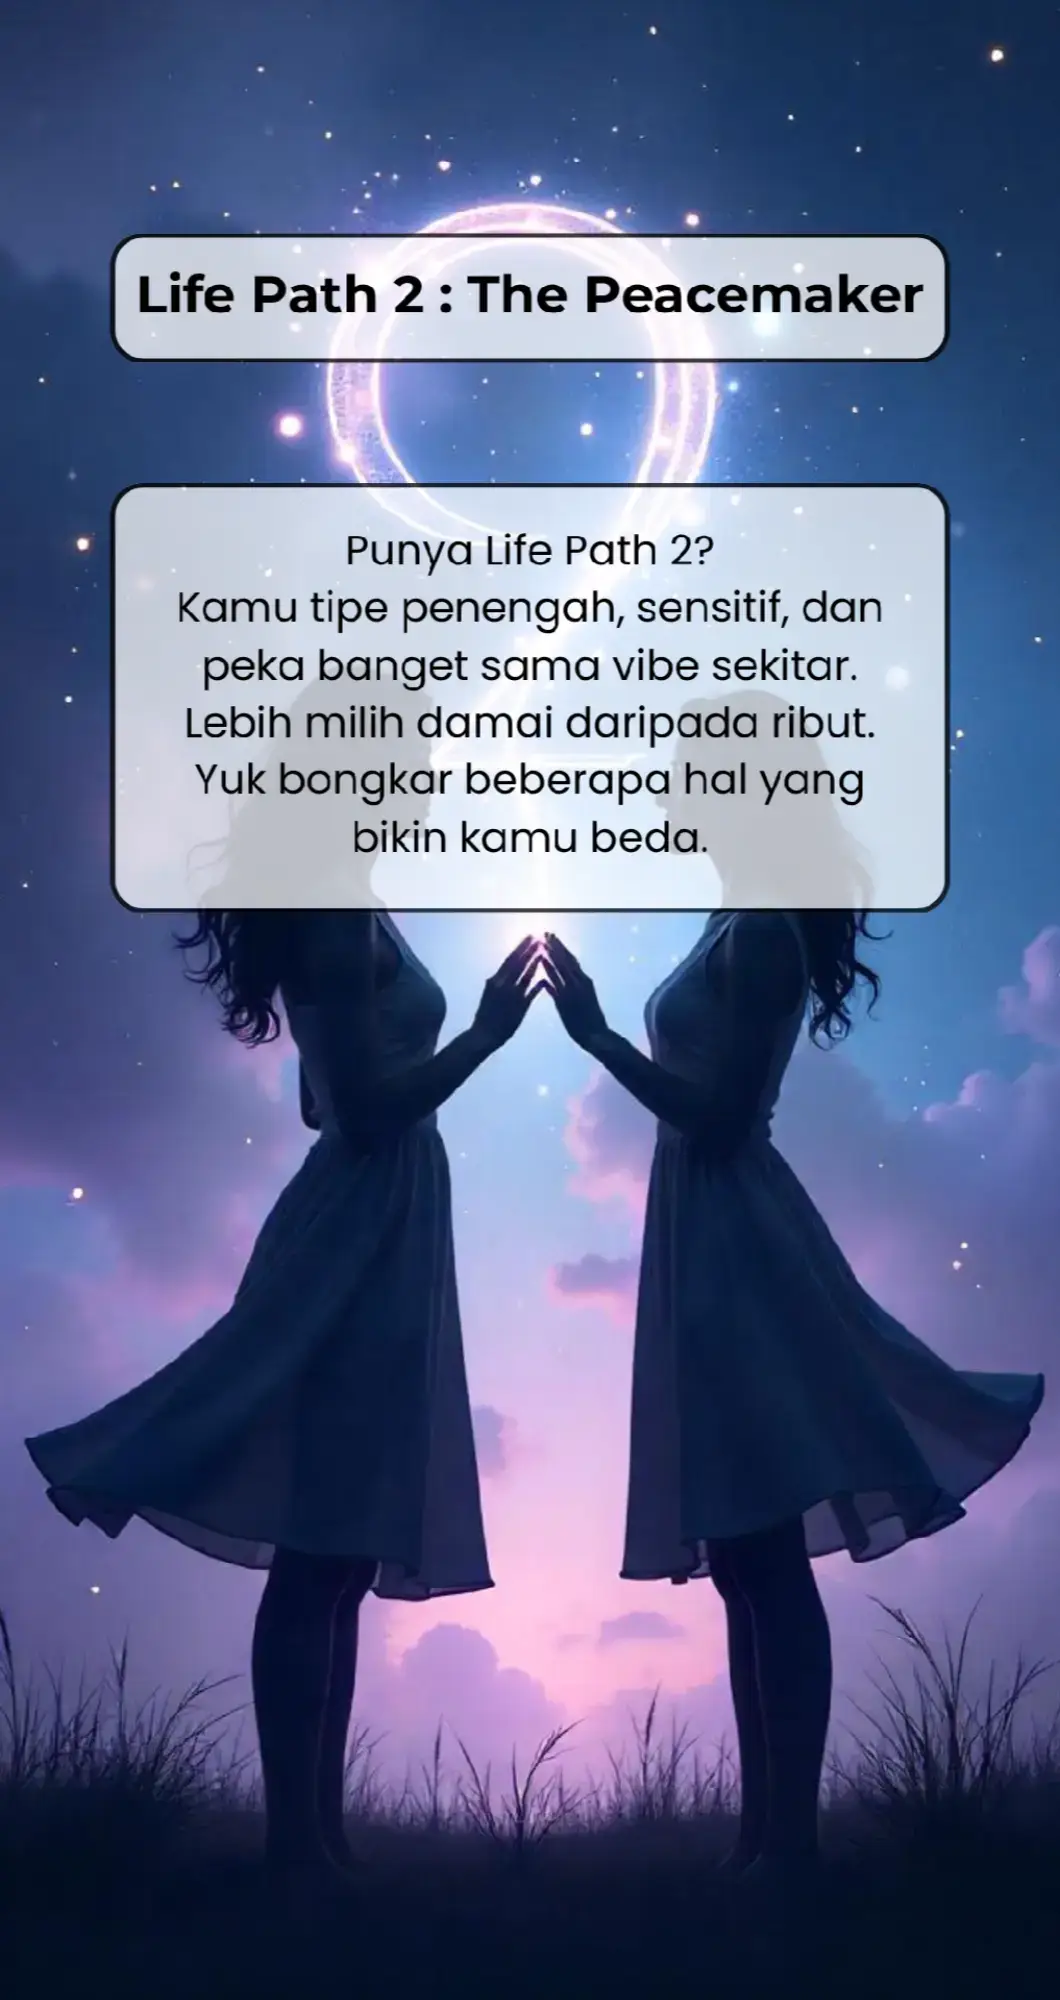 Life Path 2 : The Peacemaker
Punya Life Path 2?
Kamu tipe penengah, sensitif, dan
peka banget sama vibe sekitar.
Lebih milih damai daripada ribut.
Yuk bongkar beberapa hal yang
bikin kamu beda.